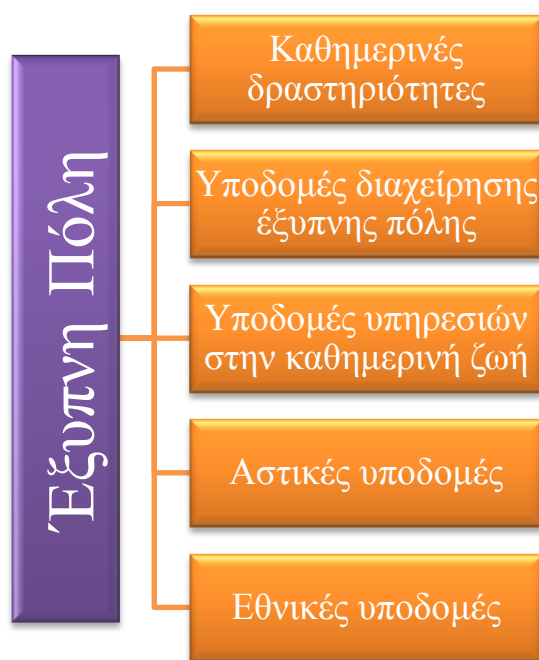 Έξυπνη Πόλη
Καθημερινές
δραστηριότητες
Υποδομές διαχείρησης
έξυπνης πόλης
Υποδομές υπηρεσιών
στην καθημερινή ζωή
Αστικές υποδομές
Εθνικές υποδομές